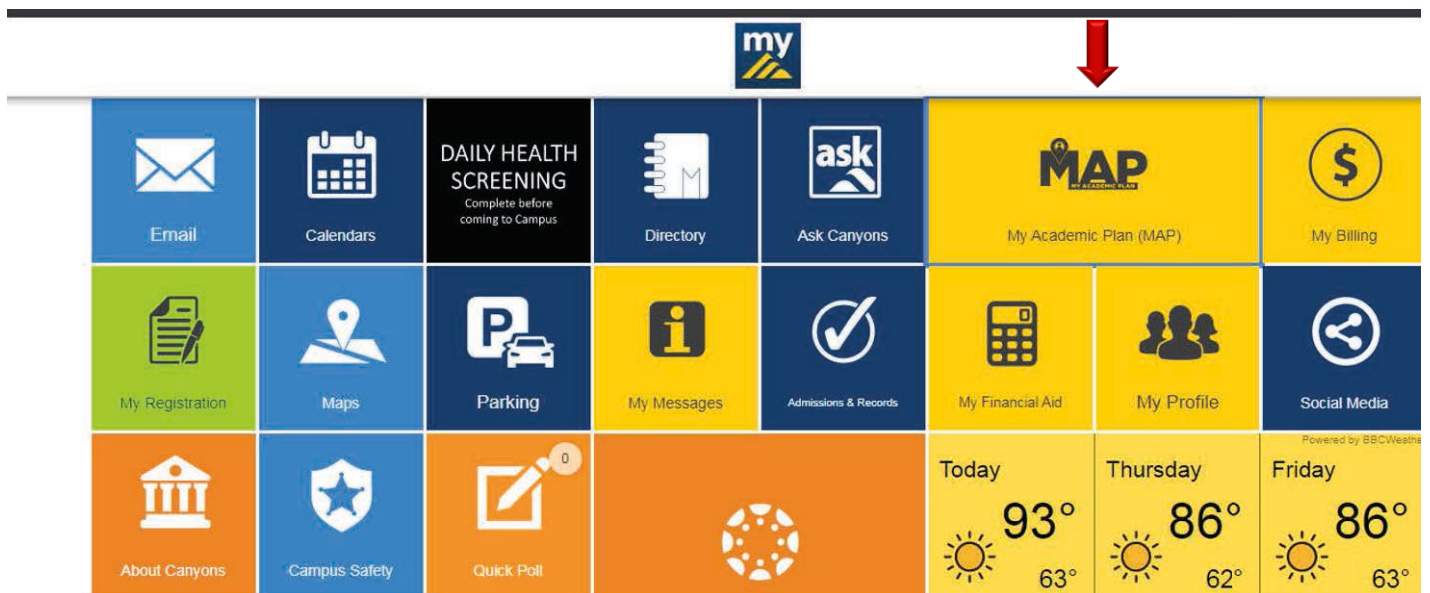 my
DAILY HEALTH
SCREENING
Complete before
coming to Campus
ask
MAP
MY ACADEMIC PLAN
$
Email
Calendars
Directory
Ask Canyons
My Academic Plan (MAP)
My Billing
P
i
0
My Registration
Maps
Parking
My Messages
Admissions & Records
My Financial Aid
My Profile
Social Media
Powered by BBCWeathe
0
Today
Thursday
Friday
93°
86°
86°
63°
62°
63°
About Canyons
Campus Safety
Quick Poll